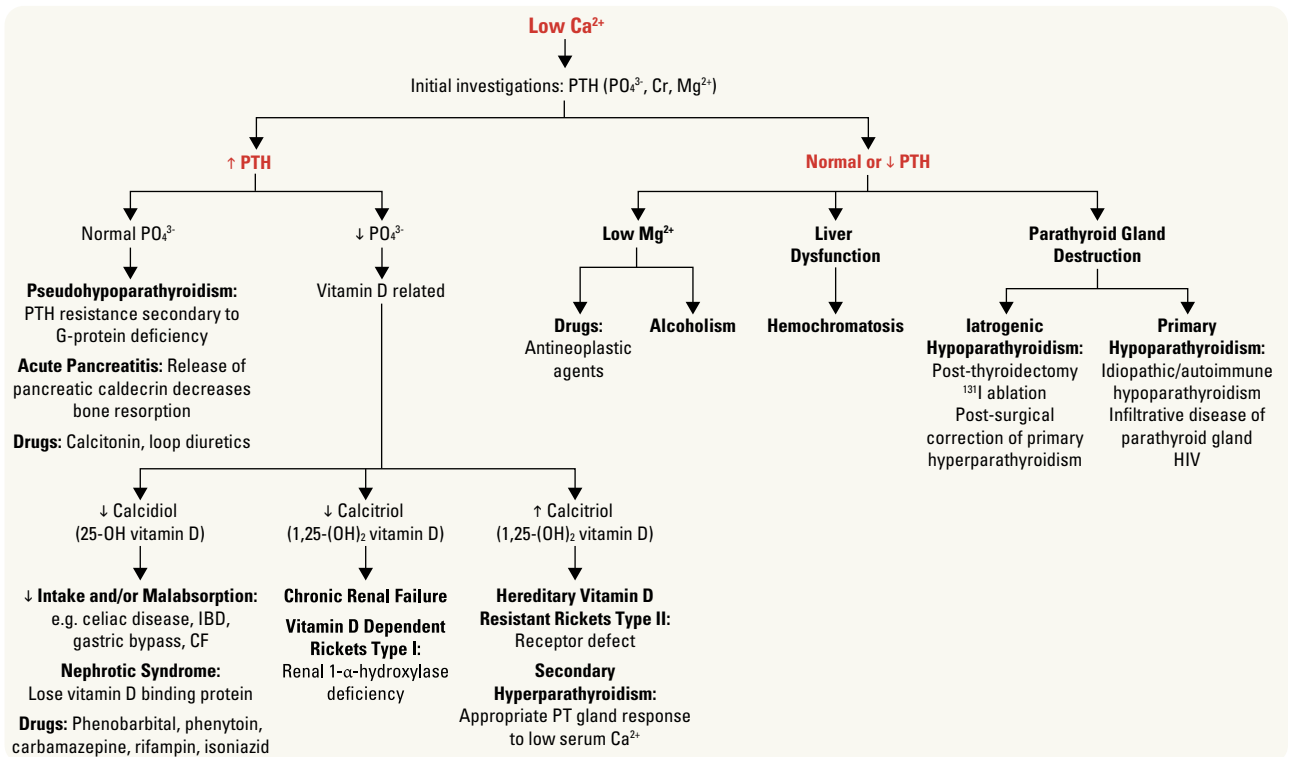 Low Ca²⁺
Initial investigations: PTH (PO₄³⁻, Cr, Mg²⁺)
↑ PTH
Normal or ↓ PTH
Normal PO₄³⁻
↓ PO₄³⁻
Low Mg²⁺
Liver
Dysfunction
Parathyroid Gland
Destruction
Pseudohypoparathyroidism:
PTH resistance secondary to
G-protein deficiency
Acute Pancreatitis: Release of
pancreatic caldecrin decreases
bone resorption
Drugs: Calcitonin, loop diuretics
Vitamin D related
Drugs:
Antineoplastic
agents
Alcoholism
Hemochromatosis
Iatrogenic
Hypoparathyroidism:
Post-thyroidectomy
¹³¹I ablation
Post-surgical
correction of primary
hyperparathyroidism
Primary
Hypoparathyroidism:
Idiopathic/autoimmune
hypoparathyroidism
Infiltrative disease of
parathyroid gland
HIV
↓ Calcidiol
(25-OH vitamin D)
↓ Calcitriol
(1,25-(OH)₂ vitamin D)
↑ Calcitriol
(1,25-(OH)₂ vitamin D)
↓ Intake and/or Malabsorption:
e.g. celiac disease, IBD,
gastric bypass, CF
Nephrotic Syndrome:
Lose vitamin D binding protein
Drugs: Phenobarbital, phenytoin,
carbamazepine, rifampin, isoniazid
Chronic Renal Failure
Vitamin D Dependent
Rickets Type I:
Renal 1-α-hydroxylase
deficiency
Hereditary Vitamin D
Resistant Rickets Type II:
Receptor defect
Secondary
Hyperparathyroidism:
Appropriate PT gland response
to low serum Ca²⁺